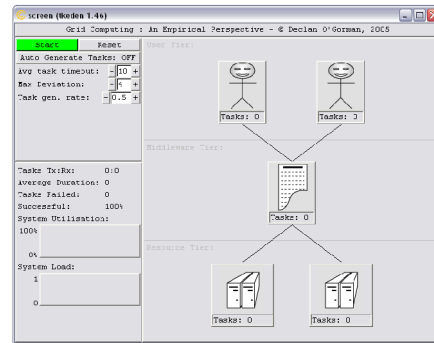 screen (tkeden 1.46)
Grid Computing : An Empirical Perspective - © Declan O'Gorman, 2005
Start Reset
Auto Generate Tasks: OFF
Avg task timeout: - 10 +
Max Deviation: - 4 +
Task gen. rate: - 0.5 +
Tasks Tx:Rx: 0:0
Average Duration: 0
Tasks Failed: 0
Successful: 100%
System Utilisation:
100%
0%
System Load:
1
0
User Tier:
Tasks: 0
Tasks: 0
Middleware Tier:
Tasks: 0
Resource Tier:
Tasks: 0
Tasks: 0